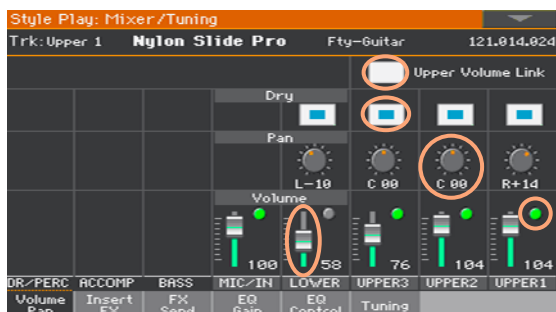 Style Play: Mixer/Tuning
Trk: Upper 1 Nylon Slide Pro Fty-Guitar 121.014.024
Upper Volume Link
Dry
Pan
L-10 C 00 C 00 R+14
Volume
100 58 76 104 104
DR/PERC ACCOMP BASS MIC/IN LOWER UPPER3 UPPER2 UPPER1
Volume Insert FX EQ EQ Tuning
Pan FX Send Gain Control